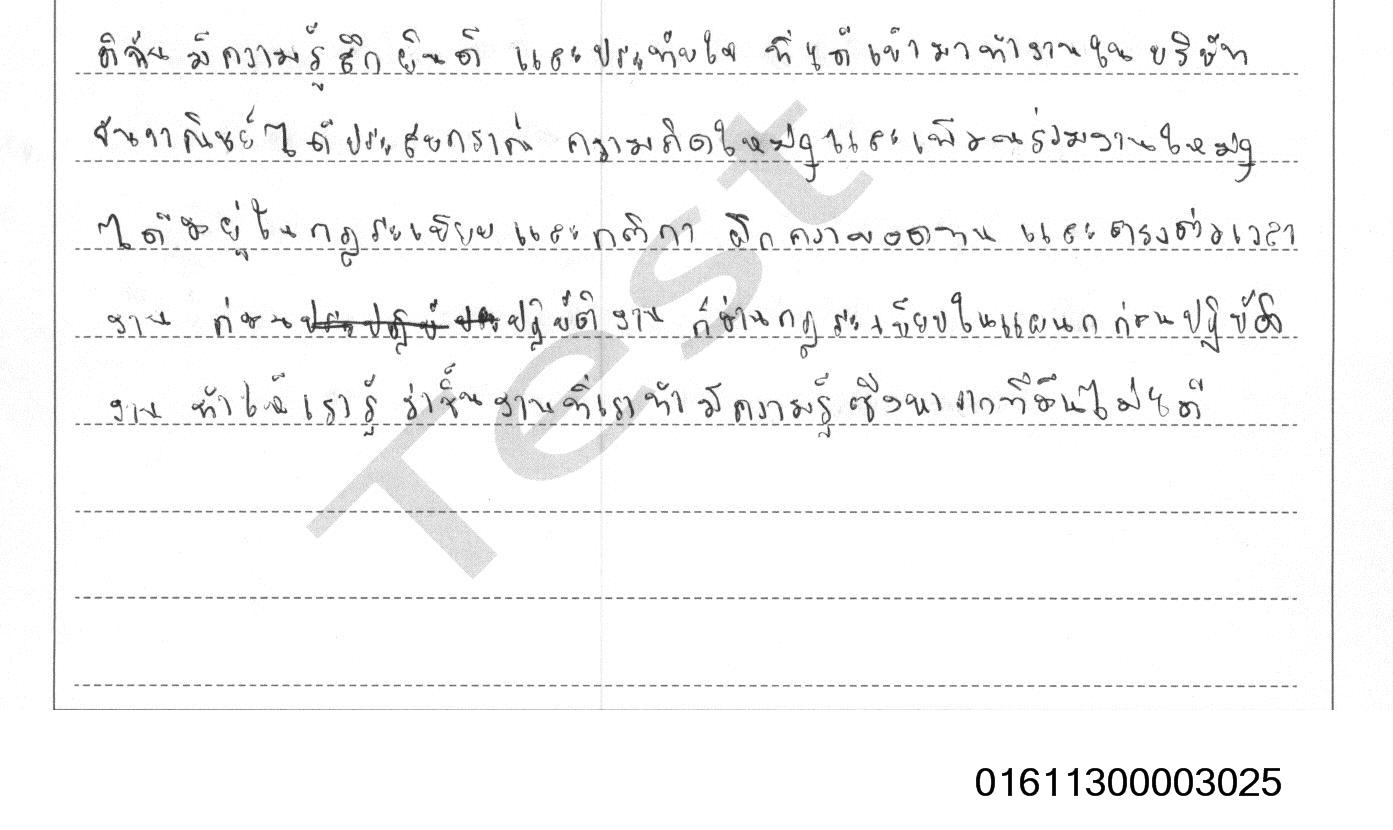 ดิฉันมีความรู้สึกยินดี และประทับใจ ที่ได้เข้ามาทำงานใน บริษัท
ได้ประสบการณ์ ความคิดใหม่ๆ และเพื่อนร่วมงานใหม่ๆ
ได้อยู่ในกฎระเบียบและกติกา ฝึกความอดทน และตรงต่อเวลา
งาน ก่อนปฏิบัติงาน ก็อ่านกฎระเบียบในแผนก ก่อนปฏิบัติ
งาน ทำให้เรารู้ว่าชิ้นงานที่เราทำ มีความรู้ ซึ่งหาจากที่อื่นไม่ได้
Test
01611300003025